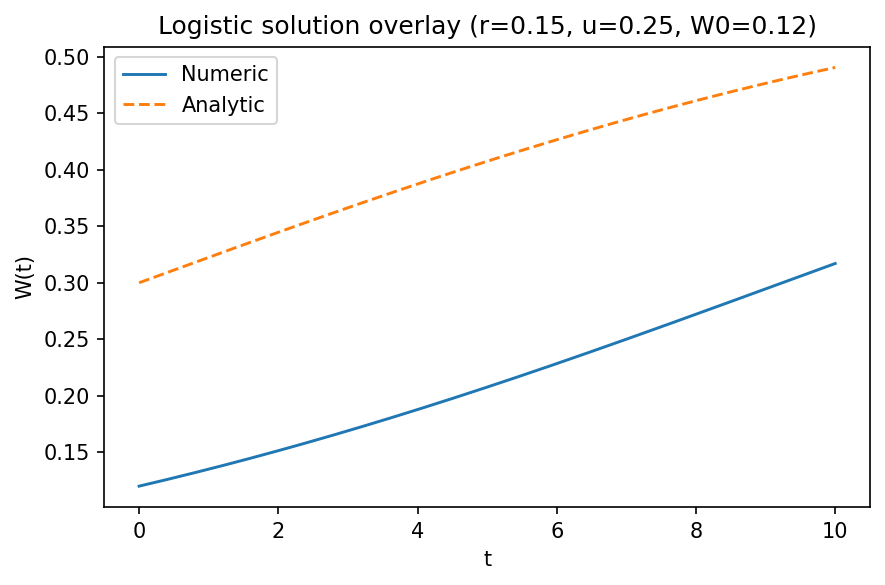 Logistic solution overlay (r=0.15, u=0.25, W0=0.12)
Numeric
Analytic
0.50
0.45
0.40
0.35
0.30
0.25
0.20
0.15
W(t)
0 2 4 6 8 10
t